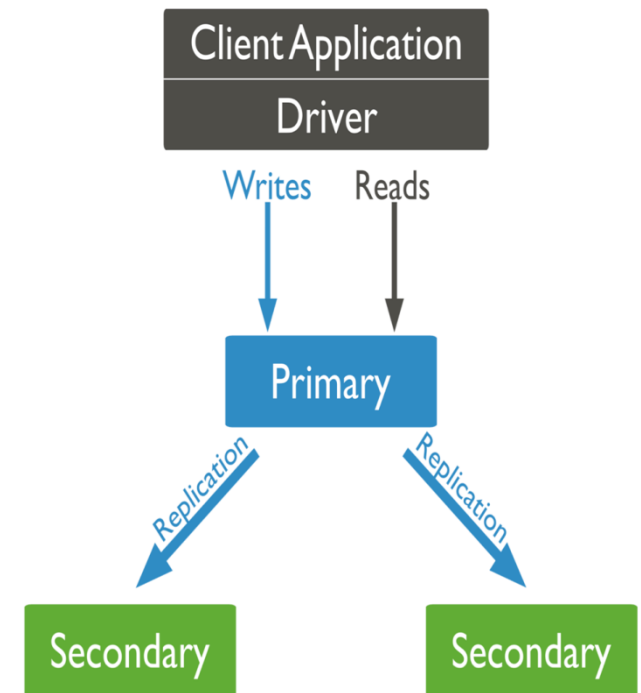 Client Application
Driver
Writes Reads
Primary
Replication Replication
Secondary Secondary